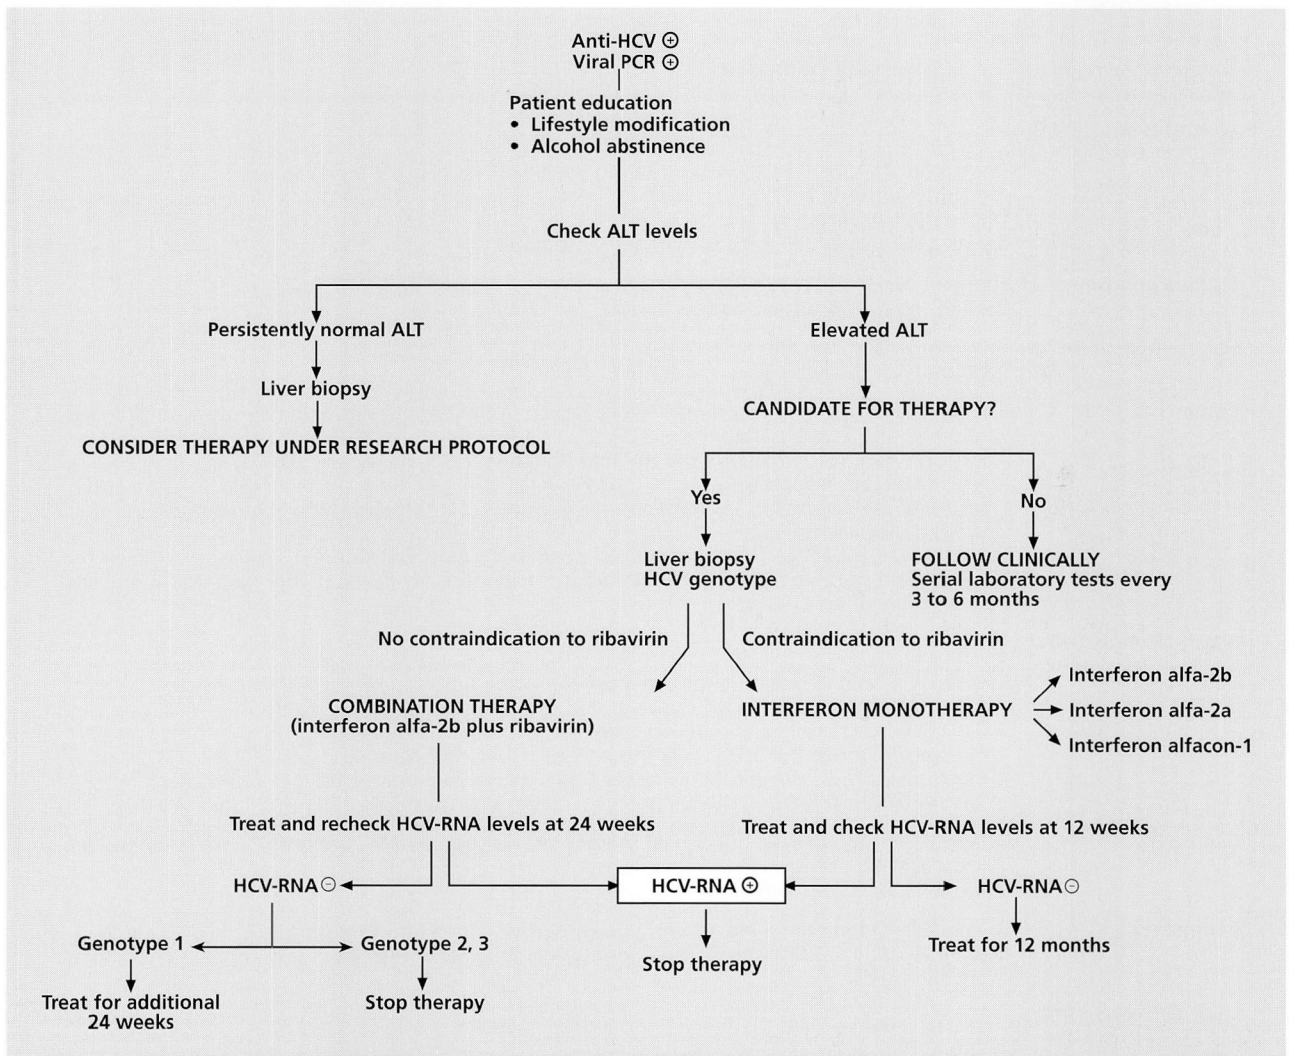 Anti-HCV ⊕
Viral PCR ⊕
Patient education
• Lifestyle modification
• Alcohol abstinence
Check ALT levels
Persistently normal ALT
Elevated ALT
Liver biopsy
CANDIDATE FOR THERAPY?
CONSIDER THERAPY UNDER RESEARCH PROTOCOL
Yes
No
Liver biopsy
HCV genotype
FOLLOW CLINICALLY
Serial laboratory tests every
3 to 6 months
No contraindication to ribavirin
Contraindication to ribavirin
COMBINATION THERAPY
(interferon alfa-2b plus ribavirin)
INTERFERON MONOTHERAPY
Interferon alfa-2b
Interferon alfa-2a
Interferon alfacon-1
Treat and recheck HCV-RNA levels at 24 weeks
Treat and check HCV-RNA levels at 12 weeks
HCV-RNA ⊖
HCV-RNA ⊕
HCV-RNA ⊖
Genotype 1
Genotype 2, 3
Stop therapy
Treat for 12 months
Treat for additional
24 weeks
Stop therapy